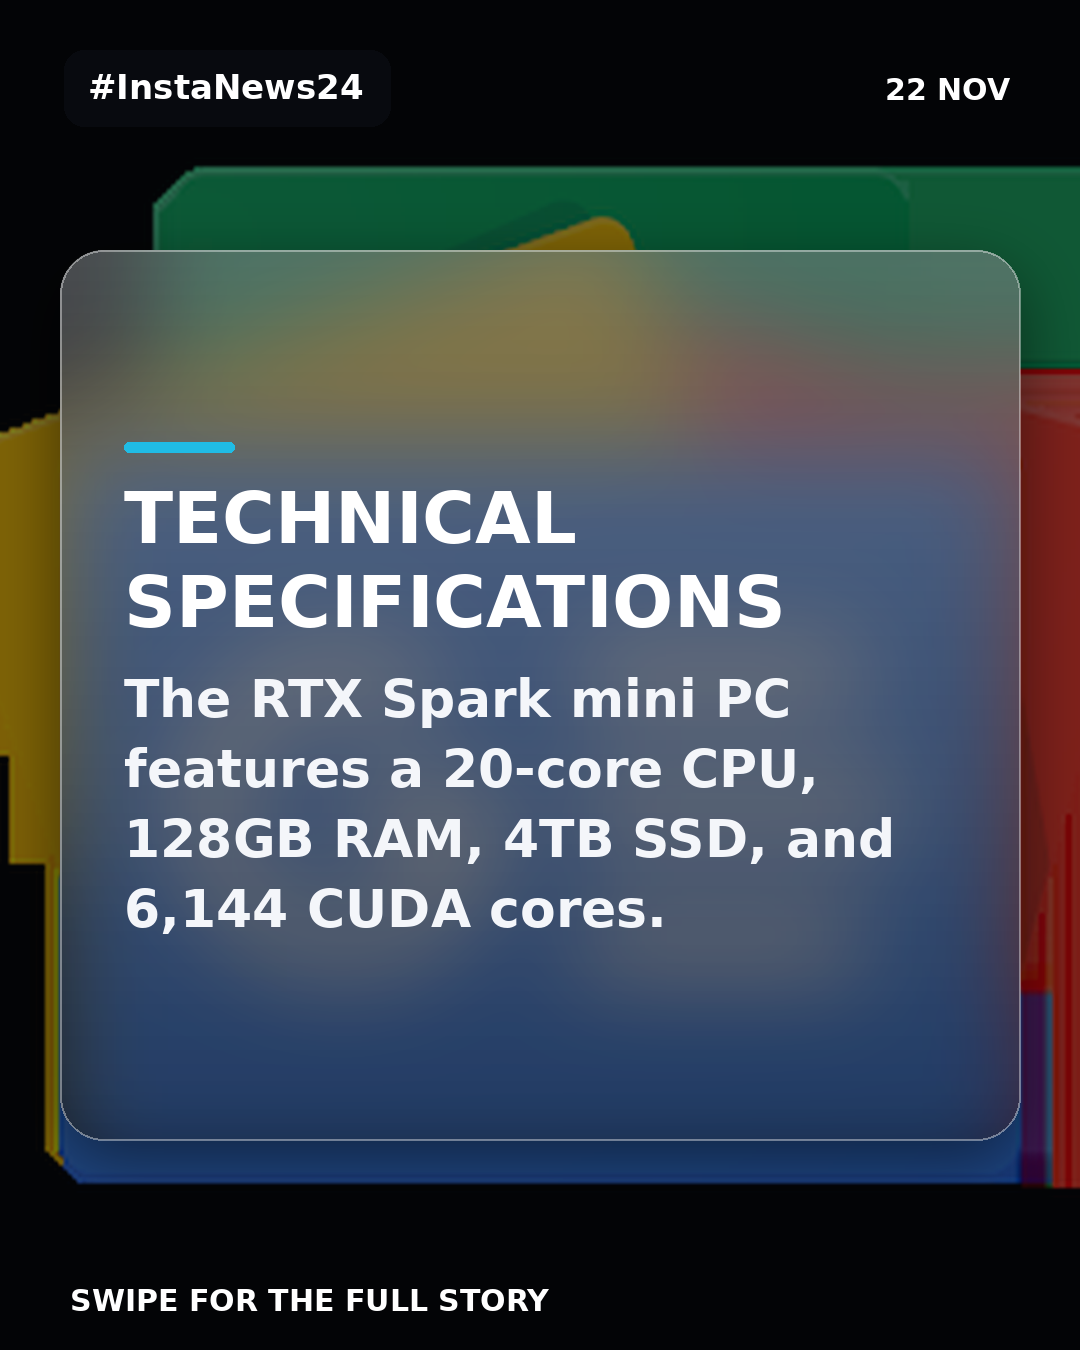 #InstaNews24
22 NOV
TECHNICAL
SPECIFICATIONS
The RTX Spark mini PC
features a 20-core CPU,
128GB RAM, 4TB SSD, and
6,144 CUDA cores.
SWIPE FOR THE FULL STORY